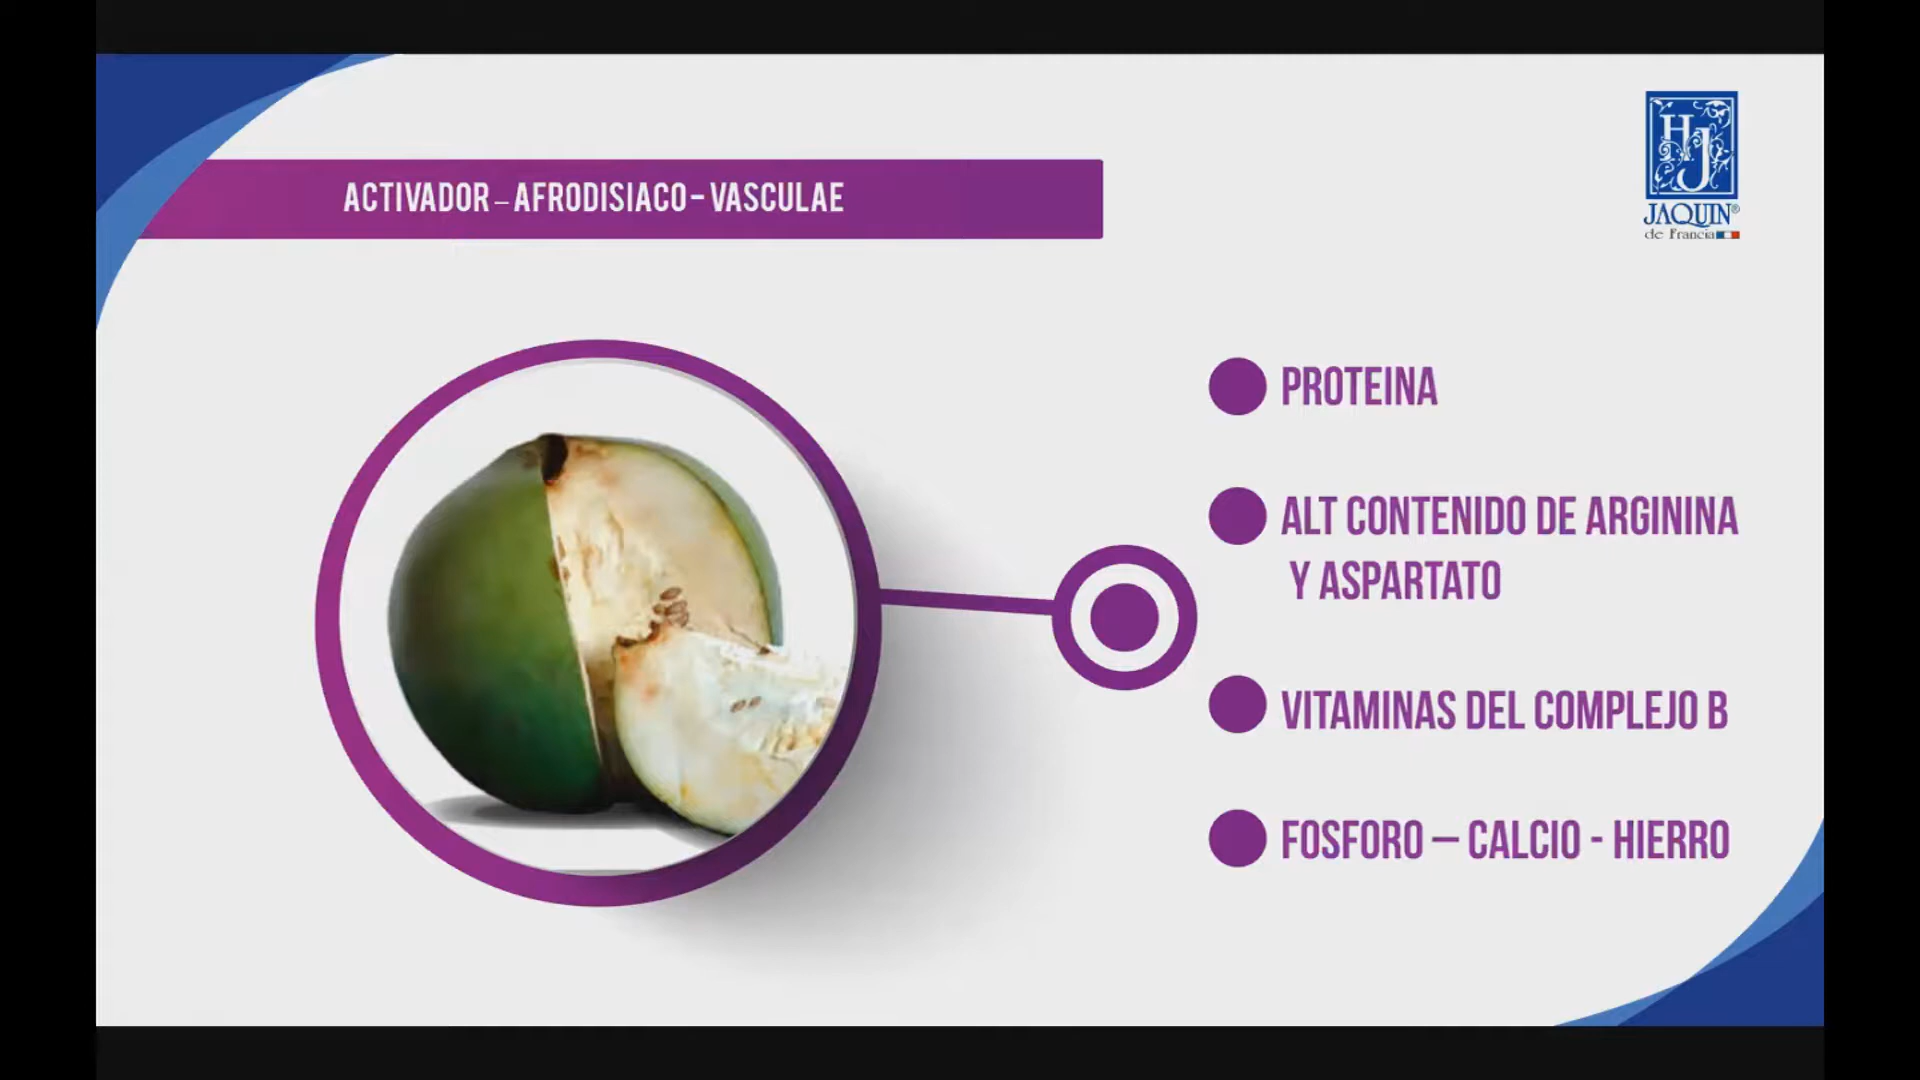 ACTIVADOR – AFRODISIACO – VASCULAE
HJ
JAQUIN®
de Francia
PROTEINA
ALT CONTENIDO DE ARGININA
Y ASPARTATO
VITAMINAS DEL COMPLEJO B
FOSFORO – CALCIO - HIERRO